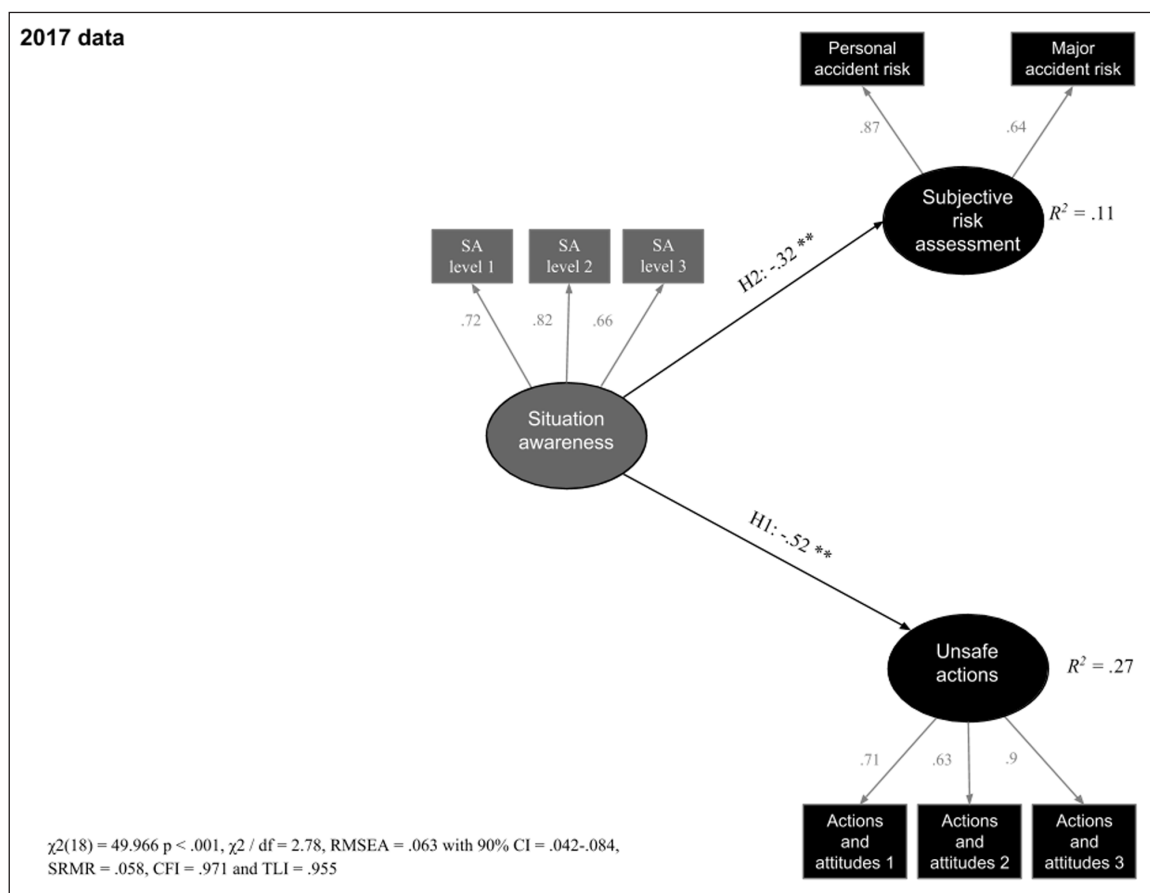 2017 data
Personal
accident risk
Major
accident risk
.87
.64
Subjective
risk
assessment
R² = .11
SA
level 1
SA
level 2
SA
level 3
H2: -.32 **
.72
.82
.66
Situation
awareness
H1: -.52 **
Unsafe
actions
R² = .27
.71
.63
.9
Actions
and
attitudes 1
Actions
and
attitudes 2
Actions
and
attitudes 3
χ2(18) = 49.966 p < .001, χ2 / df = 2.78, RMSEA = .063 with 90% CI = .042-.084,
SRMR = .058, CFI = .971 and TLI = .955